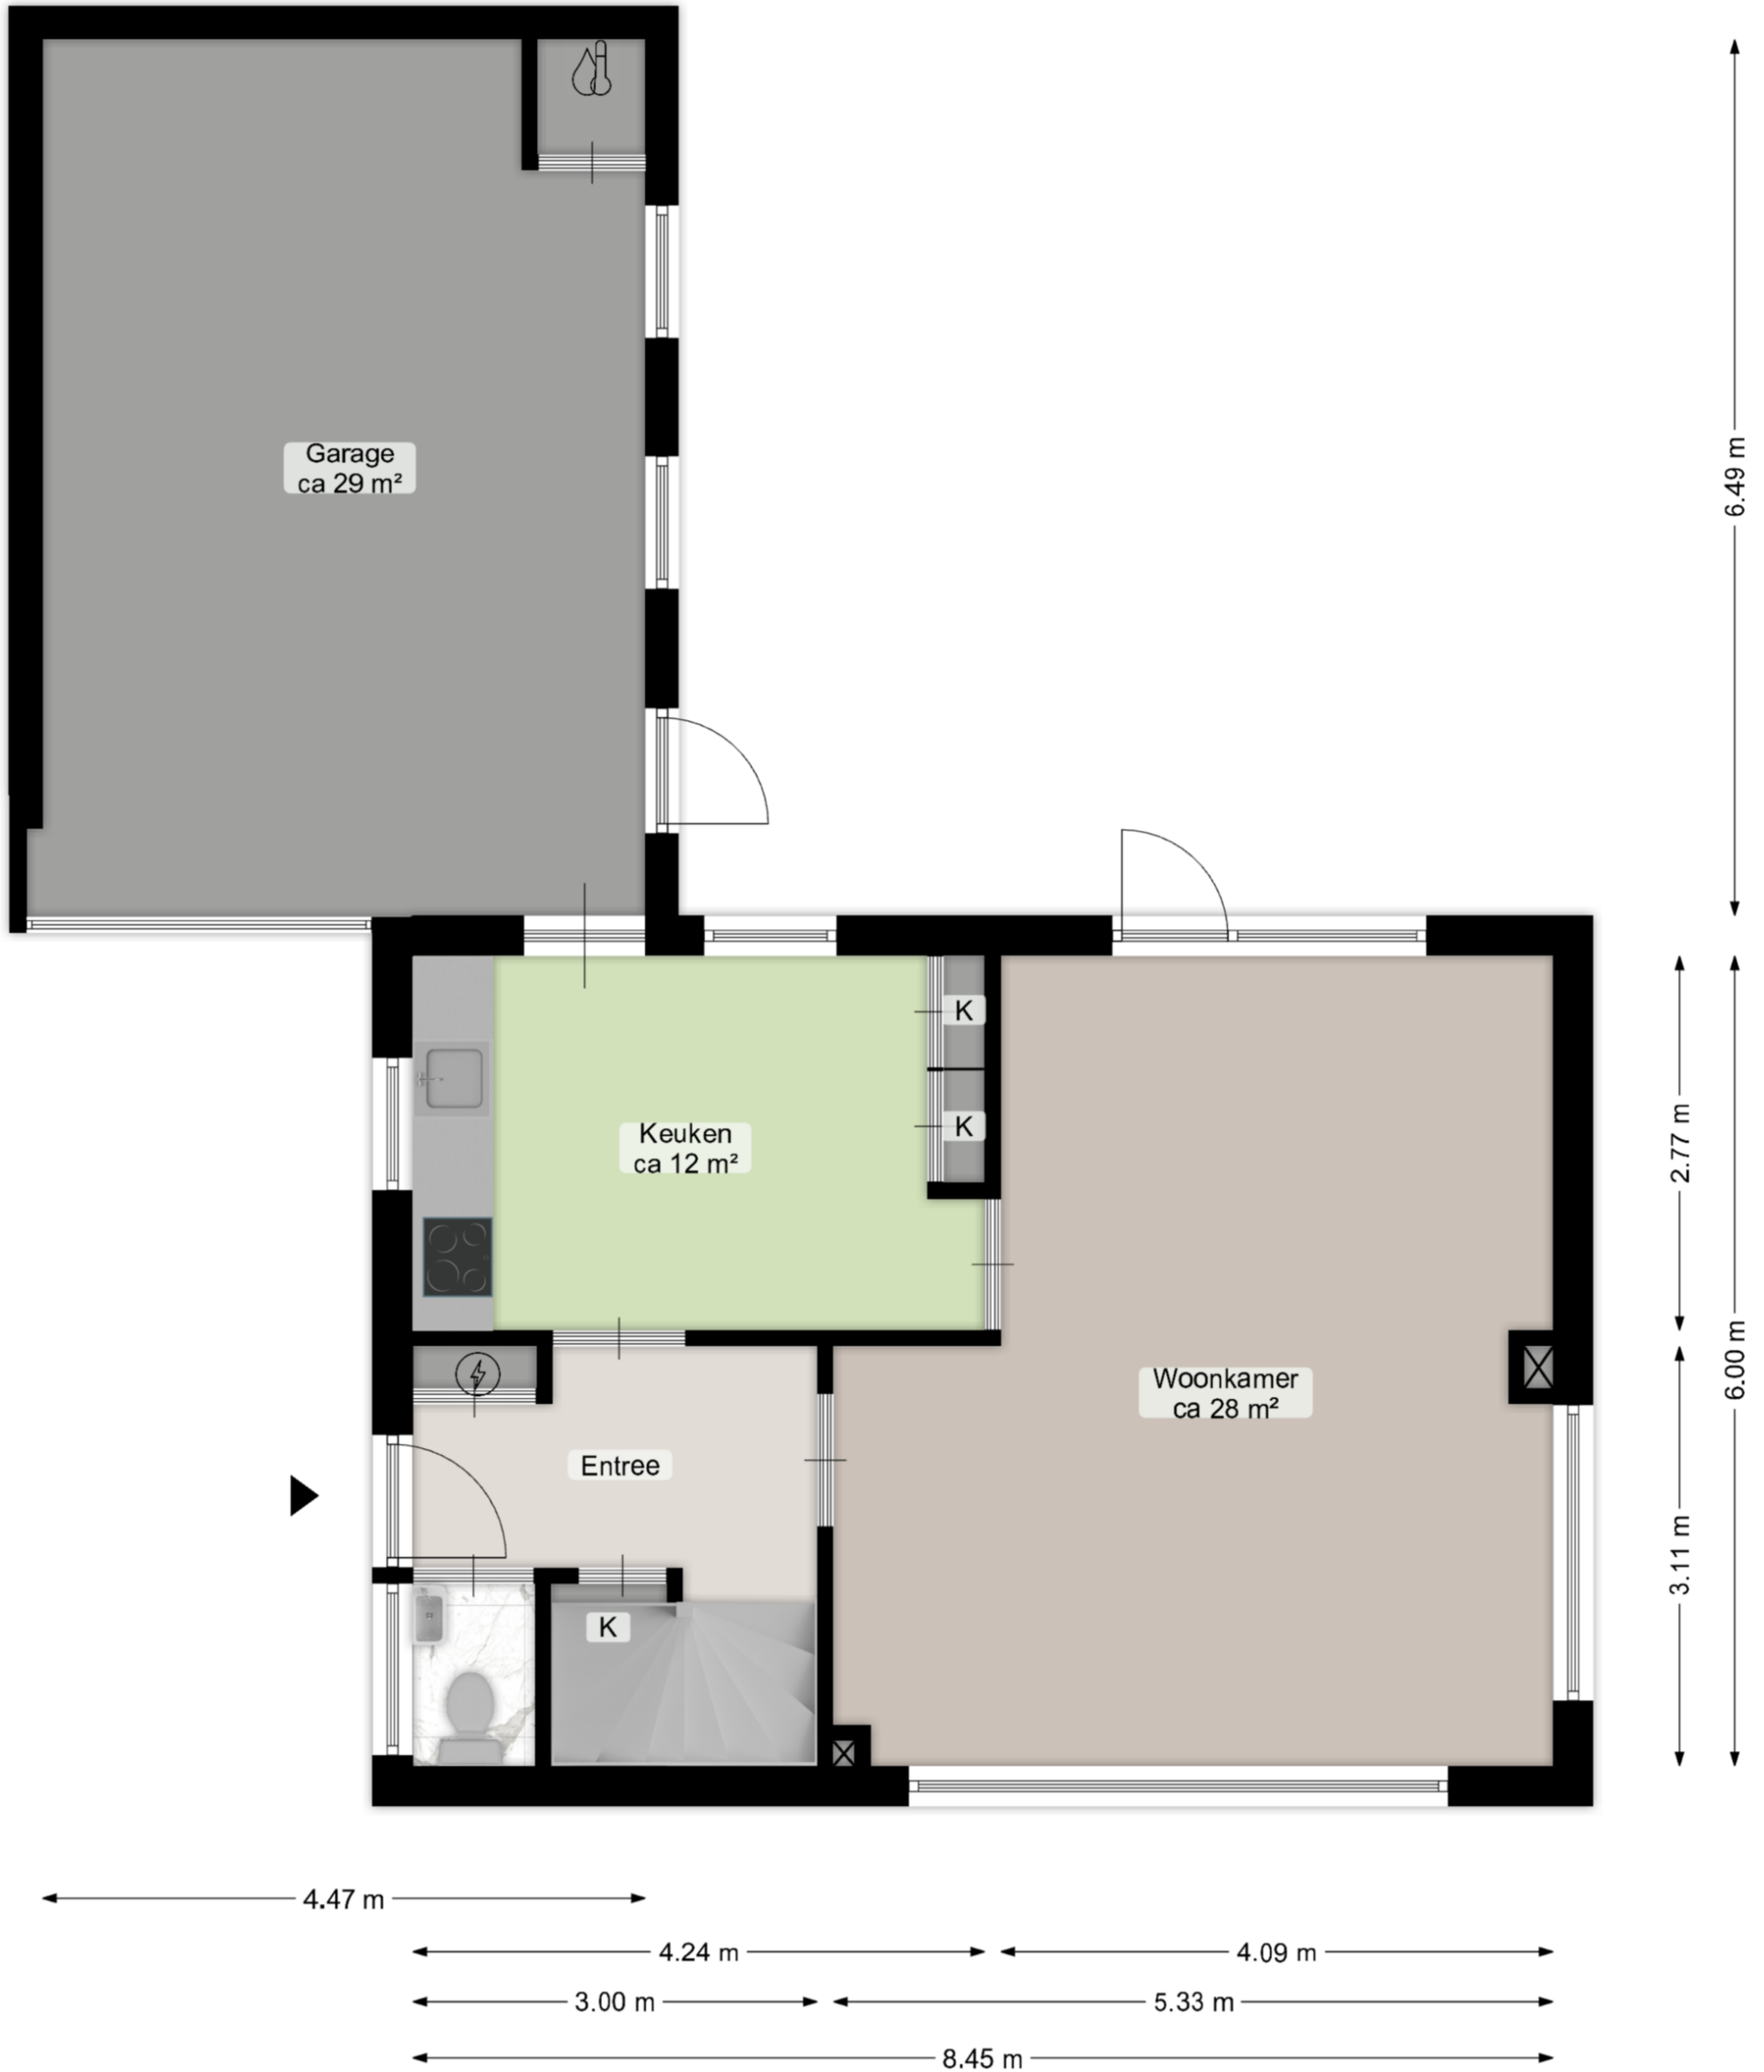 Garage
ca 29 m²
6.49 m
K
K
Keuken
ca 12 m²
2.77 m
6.00 m
Woonkamer
ca 28 m²
Entree
3.11 m
K
4.47 m
4.24 m
4.09 m
3.00 m
5.33 m
8.45 m